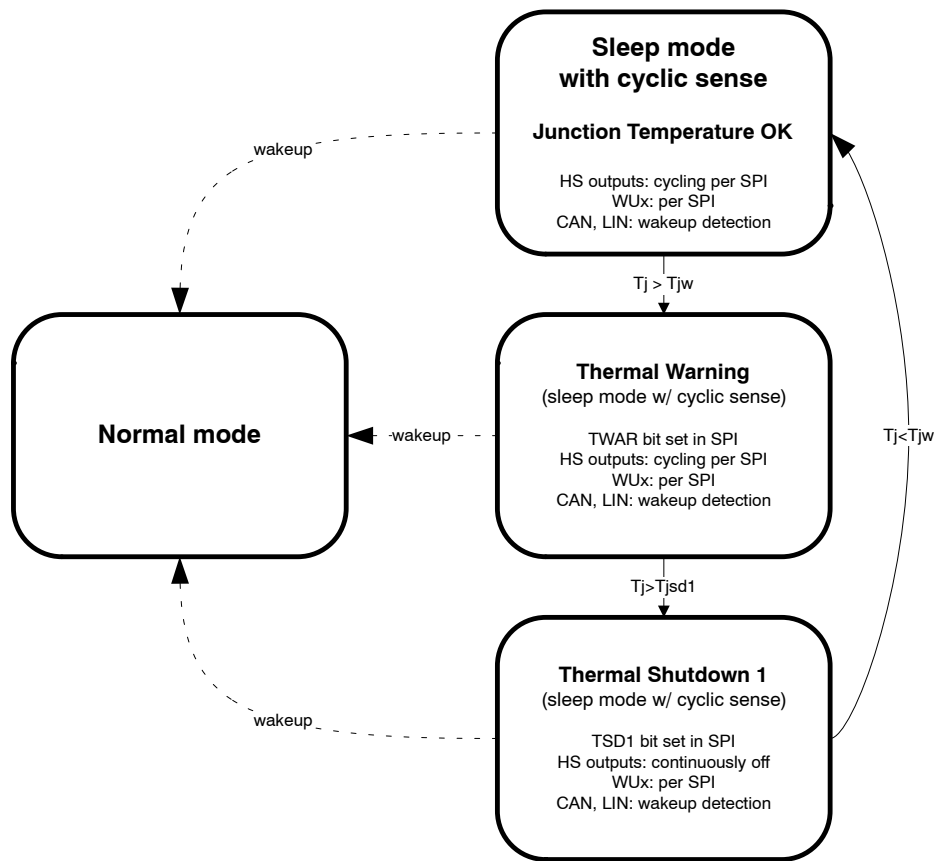 Sleep mode
with cyclic sense
Junction Temperature OK
HS outputs: cycling per SPI
WUx: per SPI
CAN, LIN: wakeup detection
wakeup
Tj > Tjw
Normal mode
Thermal Warning
(sleep mode w/ cyclic sense)
TWAR bit set in SPI
HS outputs: cycling per SPI
WUx: per SPI
CAN, LIN: wakeup detection
wakeup
Tj<Tjw
Tj>Tjsd1
Thermal Shutdown 1
(sleep mode w/ cyclic sense)
TSD1 bit set in SPI
HS outputs: continuously off
WUx: per SPI
CAN, LIN: wakeup detection
wakeup